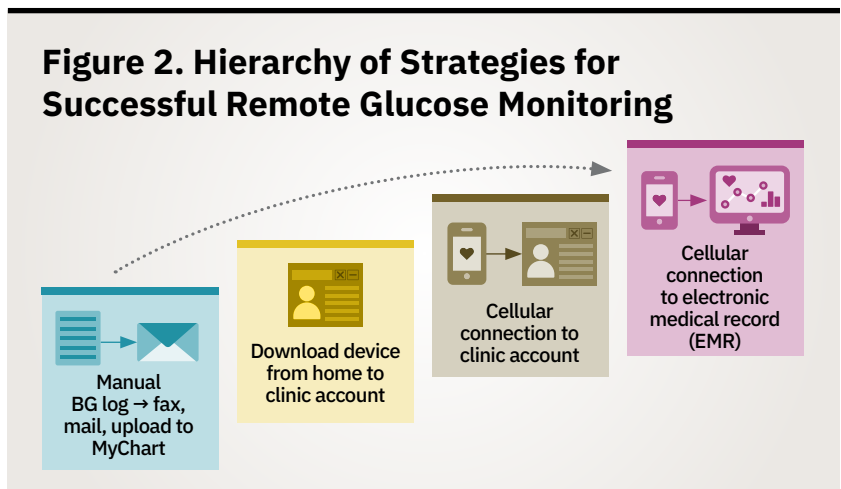 Figure 2. Hierarchy of Strategies for
Successful Remote Glucose Monitoring
Manual
BG log → fax,
mail, upload to
MyChart
Download device
from home to
clinic account
Cellular
connection to
clinic account
Cellular
connection
to electronic
medical record
(EMR)